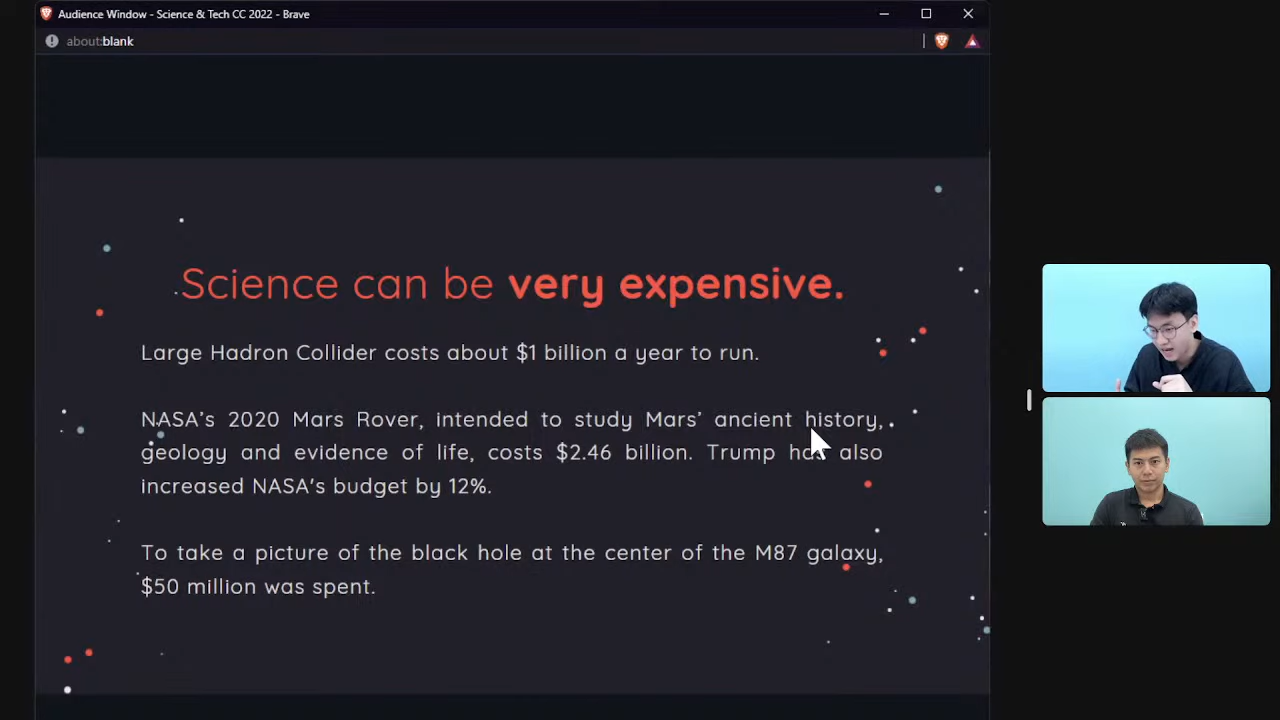 Audience Window - Science & Tech CC 2022 - Brave
about:blank
Science can be very expensive.
Large Hadron Collider costs about $1 billion a year to run.
NASA’s 2020 Mars Rover, intended to study Mars’ ancient history,
geology and evidence of life, costs $2.46 billion. Trump has also
increased NASA's budget by 12%.
To take a picture of the black hole at the center of the M87 galaxy,
$50 million was spent.